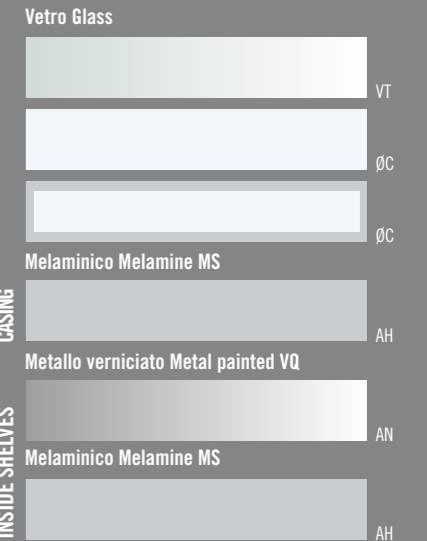 Vetro Glass
VT
ØC
ØC
Melaminico Melamine MS
CASING
AH
Metallo verniciato Metal painted VQ
AN
INSIDE SHELVES
Melaminico Melamine MS
AH